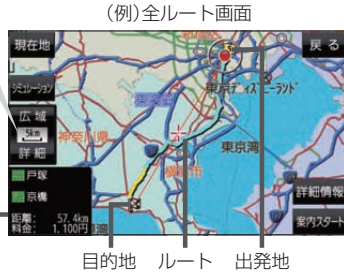 (例)全ルート画面
現在地
戻る
シミュレーション
東京ディズニーランド
広域
5km
詳細
神奈川県
東京湾
戸塚
京橋
距離: 57.4km
料金: 1,100円
詳細情報
案内スタート
目的地 ルート 出発地